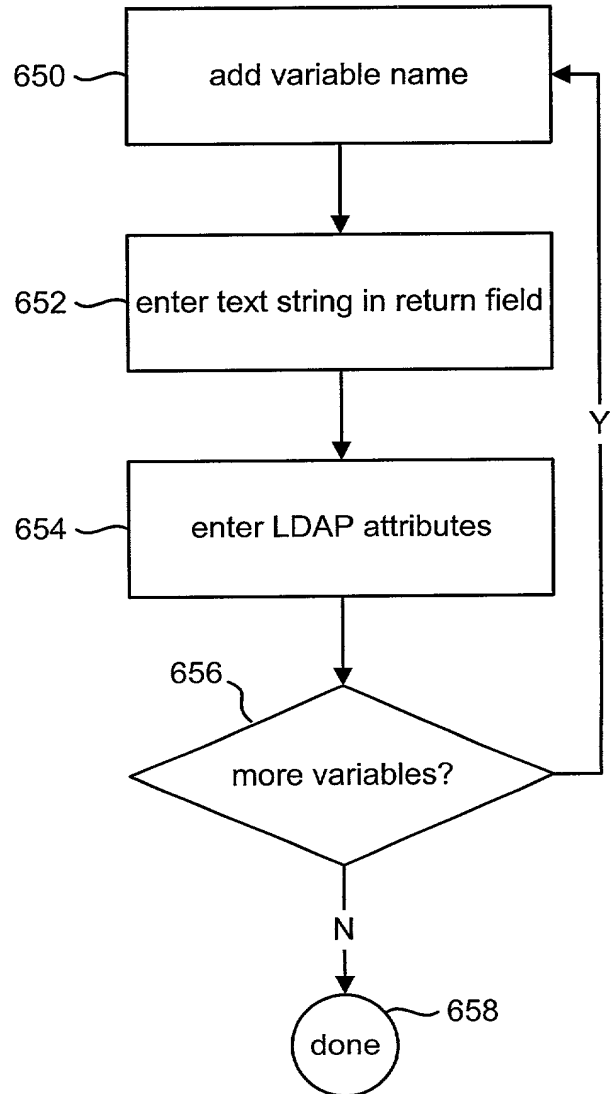 650
add variable name
652
enter text string in return field
Y
654
enter LDAP attributes
656
more variables?
N
658
done